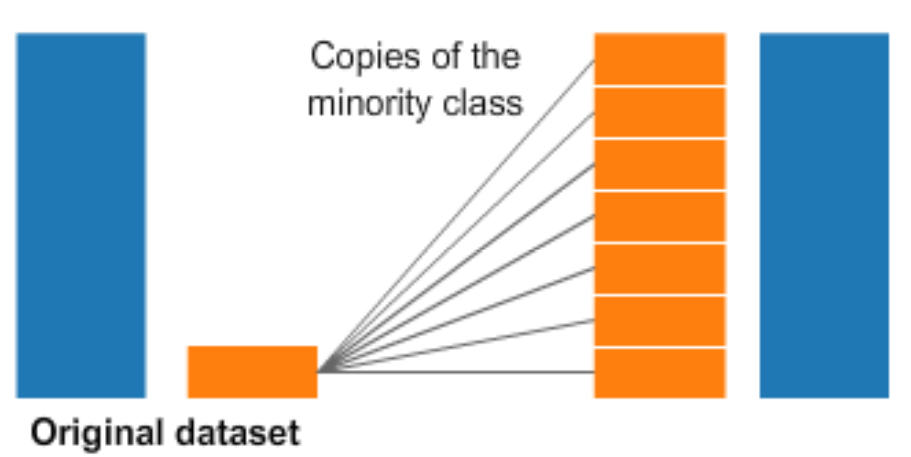 Copies of the
minority class
Original dataset